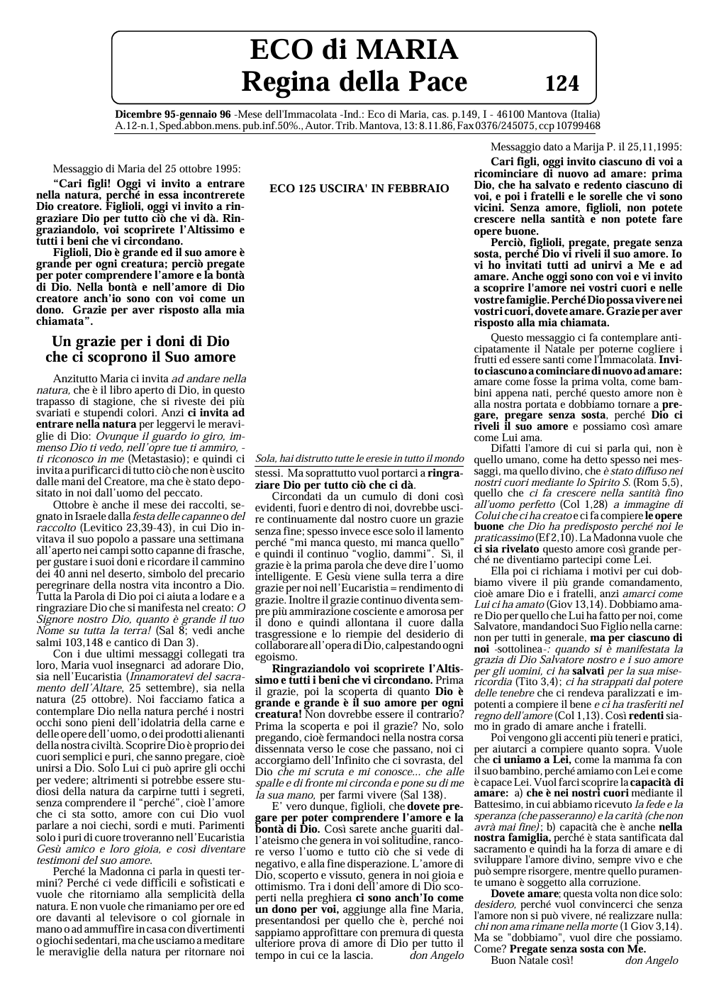 ECO di MARIA
Regina della Pace 124
Dicembre 95-gennaio 96 -Mese dell'Immacolata -Ind.: Eco di Maria, cas. p.149, I - 46100 Mantova (Italia)
A.12-n.1, Sped.abbon.mens. pub.inf.50%., Autor. Trib. Mantova, 13: 8.11.86, Fax 0376/245075, ccp 10799468
Messaggio di Maria del 25 ottobre 1995:
“Cari figli! Oggi vi invito a entrare
nella natura, perché in essa incontrerete
Dio creatore. Figlioli, oggi vi invito a rin-
graziare Dio per tutto ciò che vi dà. Rin-
graziandolo, voi scoprirete l’Altissimo e
tutti i beni che vi circondano.
Figlioli, Dio è grande ed il suo amore è
grande per ogni creatura; perciò pregate
per poter comprendere l’amore e la bontà
di Dio. Nella bontà e nell’amore di Dio
creatore anch’io sono con voi come un
dono. Grazie per aver risposto alla mia
chiamata”.
Un grazie per i doni di Dio
che ci scoprono il Suo amore
Anzitutto Maria ci invita ad andare nella
natura, che è il libro aperto di Dio, in questo
trapasso di stagione, che si riveste dei più
svariati e stupendi colori. Anzi ci invita ad
entrare nella natura per leggervi le meravi-
glie di Dio: Ovunque il guardo io giro, im-
menso Dio ti vedo, nell’opre tue ti ammiro, -
ti riconosco in me (Metastasio); e quindi ci
invita a purificarci di tutto ciò che non è uscito
dalle mani del Creatore, ma che è stato depo-
sitato in noi dall’uomo del peccato.
Ottobre è anche il mese dei raccolti, se-
gnato in Israele dalla festa delle capanne o del
raccolto (Levitico 23,39-43), in cui Dio in-
vitava il suo popolo a passare una settimana
all’aperto nei campi sotto capanne di frasche,
per gustare i suoi doni e ricordare il cammino
dei 40 anni nel deserto, simbolo del precario
peregrinare della nostra vita incontro a Dio.
Tutta la Parola di Dio poi ci aiuta a lodare e a
ringraziare Dio che si manifesta nel creato: O
Signore nostro Dio, quanto è grande il tuo
Nome su tutta la terra! (Sal 8; vedi anche
salmi 103,148 e cantico di Dan 3).
Con i due ultimi messaggi collegati tra
loro, Maria vuol insegnarci ad adorare Dio,
sia nell’Eucaristia (Innamoratevi del sacra-
mento dell’Altare, 25 settembre), sia nella
natura (25 ottobre). Noi facciamo fatica a
contemplare Dio nella natura perché i nostri
occhi sono pieni dell’idolatria della carne e
delle opere dell’uomo, o dei prodotti alienanti
della nostra civiltà. Scoprire Dio è proprio dei
cuori semplici e puri, che sanno pregare, cioè
unirsi a Dio. Solo Lui ci può aprire gli occhi
per vedere; altrimenti si potrebbe essere stu-
diosi della natura da carpirne tutti i segreti,
senza comprendere il “perché”, cioè l’amore
che ci sta sotto, amore con cui Dio vuol
parlare a noi ciechi, sordi e muti. Parimenti
solo i puri di cuore troveranno nell’Eucaristia
Gesù amico e loro gioia, e così diventare
testimoni del suo amore.
Perché la Madonna ci parla in questi ter-
mini? Perché ci vede difficili e sofisticati e
vuole che ritorniamo alla semplicità della
natura. E non vuole che rimaniamo per ore ed
ore davanti al televisore o col giornale in
mano o ad ammuffire in casa con divertimenti
o giochi sedentari, ma che usciamo a meditare
le meraviglie della natura per ritornare noi
ECO 125 USCIRA' IN FEBBRAIO
Sola, hai distrutto tutte le eresie in tutto il mondo
stessi. Ma soprattutto vuol portarci a ringra-
ziare Dio per tutto ciò che ci dà.
Circondati da un cumulo di doni così
evidenti, fuori e dentro di noi, dovrebbe usci-
re continuamente dal nostro cuore un grazie
senza fine; spesso invece esce solo il lamento
perché “mi manca questo, mi manca quello”
e quindi il continuo “voglio, dammi”. Sì, il
grazie è la prima parola che deve dire l’uomo
intelligente. E Gesù viene sulla terra a dire
grazie per noi nell’Eucaristia = rendimento di
grazie. Inoltre il grazie continuo diventa sem-
pre più ammirazione cosciente e amorosa per
il dono e quindi allontana il cuore dalla
trasgressione e lo riempie del desiderio di
collaborare all’opera di Dio, calpestando ogni
egoismo.
Ringraziandolo voi scoprirete l’Altis-
simo e tutti i beni che vi circondano. Prima
il grazie, poi la scoperta di quanto Dio è
grande e grande è il suo amore per ogni
creatura! Non dovrebbe essere il contrario?
Prima la scoperta e poi il grazie? No, solo
pregando, cioè fermandoci nella nostra corsa
dissennata verso le cose che passano, noi ci
accorgiamo dell’Infinito che ci sovrasta, del
Dio che mi scruta e mi conosce... che alle
spalle e di fronte mi circonda e pone su di me
la sua mano, per farmi vivere (Sal 138).
E' vero dunque, figlioli, che dovete pre-
gare per poter comprendere l’amore e la
bontà di Dio. Così sarete anche guariti dal-
l’ateismo che genera in voi solitudine, ranco-
re verso l’uomo e tutto ciò che si vede di
negativo, e alla fine disperazione. L’amore di
Dio, scoperto e vissuto, genera in noi gioia e
ottimismo. Tra i doni dell’amore di Dio sco-
perti nella preghiera ci sono anch’Io come
un dono per voi, aggiunge alla fine Maria,
presentandosi per quello che è, perché noi
sappiamo approfittare con premura di questa
ulteriore prova di amore di Dio per tutto il
tempo in cui ce la lascia. don Angelo
Messaggio dato a Marija P. il 25,11,1995:
Cari figli, oggi invito ciascuno di voi a
ricominciare di nuovo ad amare: prima
Dio, che ha salvato e redento ciascuno di
voi, e poi i fratelli e le sorelle che vi sono
vicini. Senza amore, figlioli, non potete
crescere nella santità e non potete fare
opere buone.
Perciò, figlioli, pregate, pregate senza
sosta, perché Dio vi riveli il suo amore. Io
vi ho invitati tutti ad unirvi a Me e ad
amare. Anche oggi sono con voi e vi invito
a scoprire l'amore nei vostri cuori e nelle
vostre famiglie. Perché Dio possa vivere nei
vostri cuori, dovete amare. Grazie per aver
risposto alla mia chiamata.
Questo messaggio ci fa contemplare anti-
cipatamente il Natale per poterne cogliere i
frutti ed essere santi come l'Immacolata. Invi-
to ciascuno a cominciare di nuovo ad amare:
amare come fosse la prima volta, come bam-
bini appena nati, perché questo amore non è
alla nostra portata e dobbiamo tornare a pre-
gare, pregare senza sosta, perché Dio ci
riveli il suo amore e possiamo così amare
come Lui ama.
Difatti l'amore di cui si parla qui, non è
quello umano, come ha detto spesso nei mes-
saggi, ma quello divino, che è stato diffuso nei
nostri cuori mediante lo Spirito S. (Rom 5,5),
quello che ci fa crescere nella santità fino
all'uomo perfetto (Col 1,28) a immagine di
Colui che ci ha creato e ci fa compiere le opere
buone che Dio ha predisposto perché noi le
praticassimo (Ef 2,10). La Madonna vuole che
ci sia rivelato questo amore così grande per-
ché ne diventiamo partecipi come Lei.
Ella poi ci richiama i motivi per cui dob-
biamo vivere il più grande comandamento,
cioè amare Dio e i fratelli, anzi amarci come
Lui ci ha amato (Giov 13,14). Dobbiamo ama-
re Dio per quello che Lui ha fatto per noi, come
Salvatore, mandandoci Suo Figlio nella carne:
non per tutti in generale, ma per ciascuno di
noi -sottolinea-: quando si è manifestata la
grazia di Dio Salvatore nostro e i suo amore
per gli uomini, ci ha salvati per la sua mise-
ricordia (Tito 3,4); ci ha strappati dal potere
delle tenebre che ci rendeva paralizzati e im-
potenti a compiere il bene e ci ha trasferiti nel
regno dell'amore (Col 1,13). Così redenti sia-
mo in grado di amare anche i fratelli.
Poi vengono gli accenti più teneri e pratici,
per aiutarci a compiere quanto sopra. Vuole
che ci uniamo a Lei, come la mamma fa con
il suo bambino, perché amiamo con Lei e come
è capace Lei. Vuol farci scoprire la capacità di
amare: a) che è nei nostri cuori mediante il
Battesimo, in cui abbiamo ricevuto la fede e la
speranza (che passeranno) e la carità (che non
avrà mai fine); b) capacità che è anche nella
nostra famiglia, perché è stata santificata dal
sacramento e quindi ha la forza di amare e di
sviluppare l'amore divino, sempre vivo e che
può sempre risorgere, mentre quello puramen-
te umano è soggetto alla corruzione.
Dovete amare; questa volta non dice solo:
desidero, perché vuol convincerci che senza
l'amore non si può vivere, né realizzare nulla:
chi non ama rimane nella morte (1 Giov 3,14).
Ma se "dobbiamo", vuol dire che possiamo.
Come? Pregate senza sosta con Me.
Buon Natale così! don Angelo